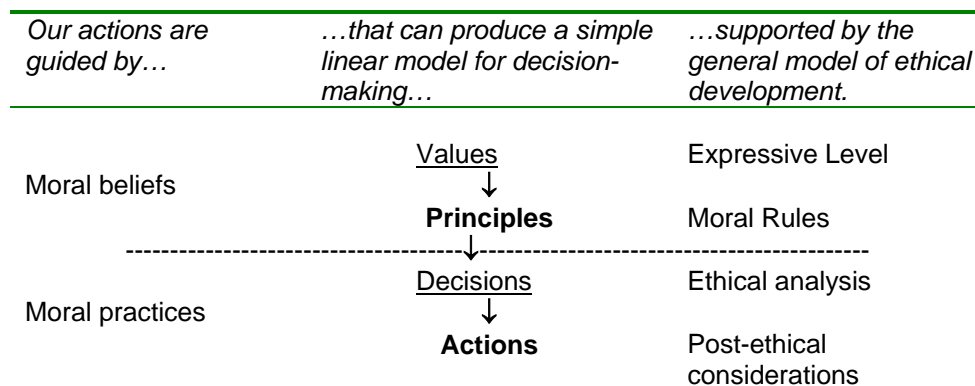 Our actions are guided by…
…that can produce a simple linear model for decision-making…
…supported by the general model of ethical development.
Moral beliefs
Values
Expressive Level
↓
Principles
Moral Rules
↓
Moral practices
Decisions
Ethical analysis
↓
Actions
Post-ethical considerations